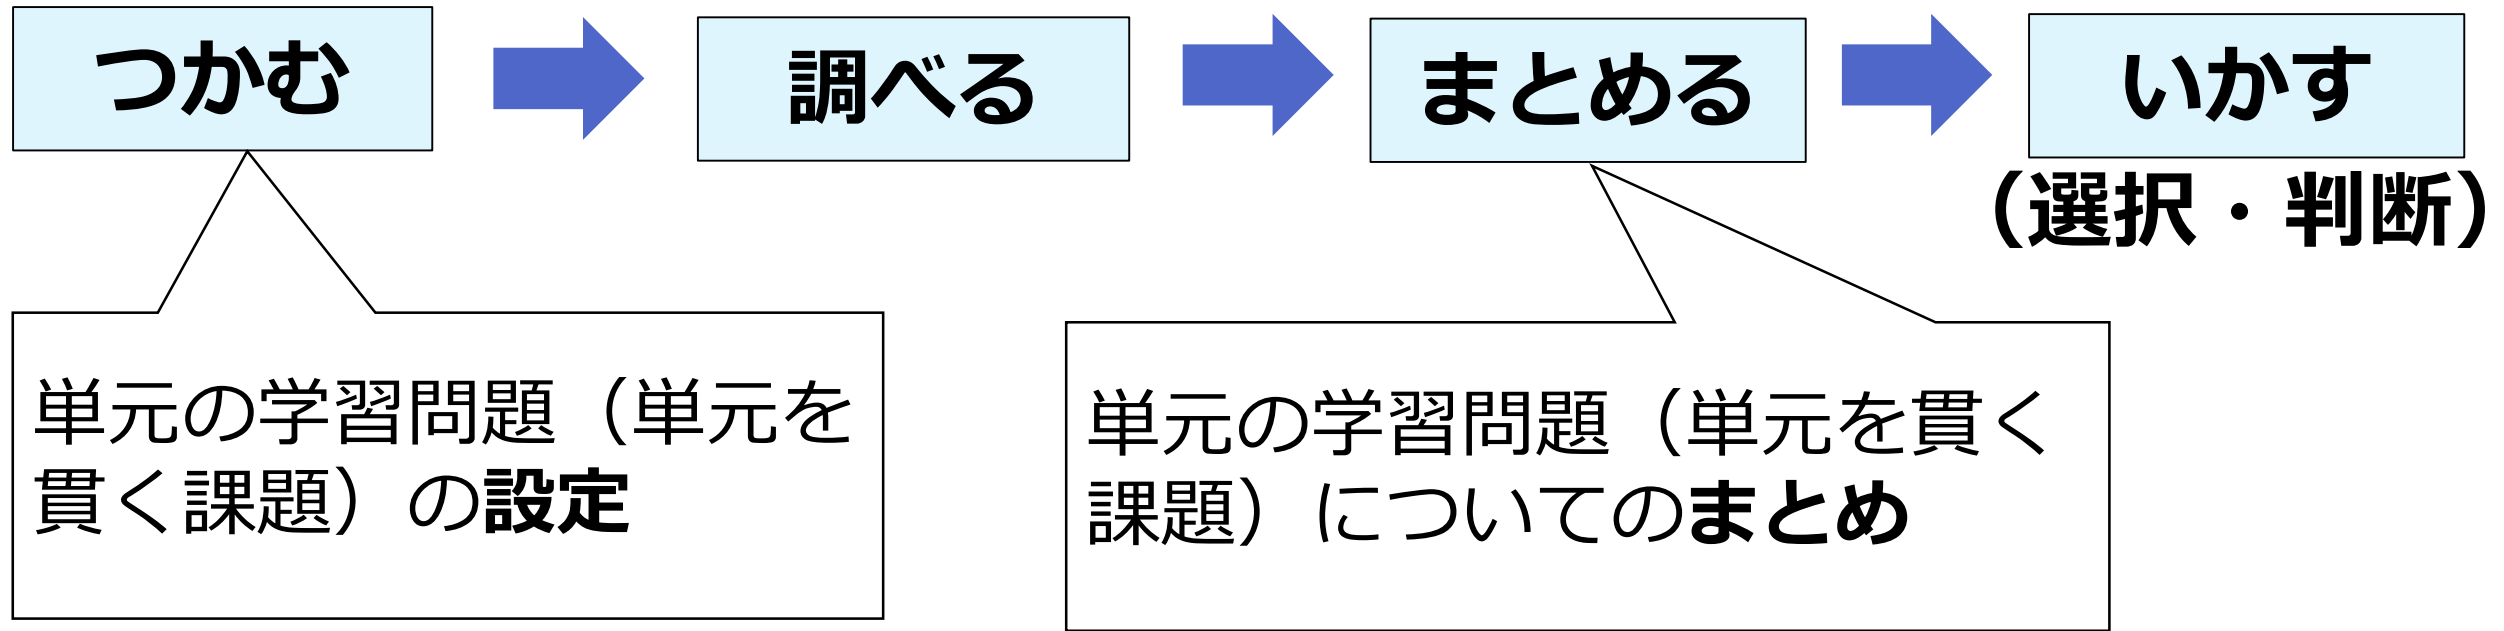 つかむ
調べる
まとめる
いかす
(選択・判断)
単元の学習問題(単元を
貫く課題) の設定
単元の学習問題(単元を貫く
課題)についてのまとめ